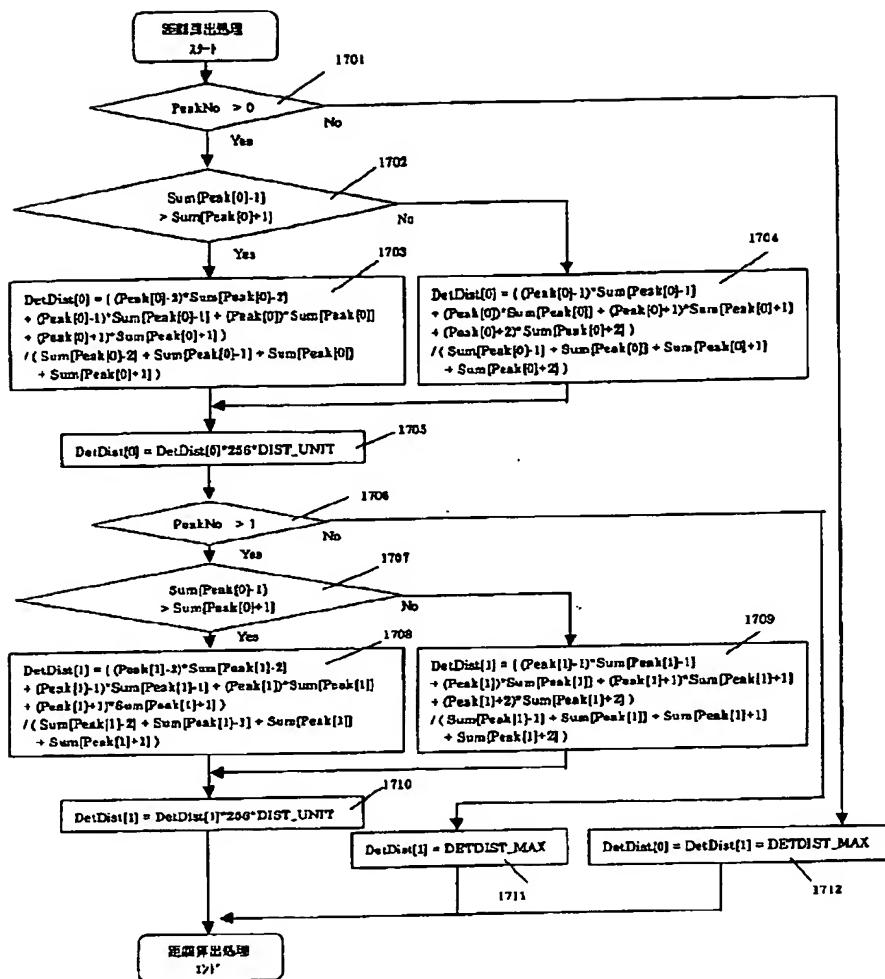 距離算出処理
スタート
1701
PeakNo > 0
No
Yes
1702
Sum[Peak[0]-1]
> Sum[Peak[0]+1]
No
Yes
1703
1704
DetDist[0] = ( (Peak[0]-2)*Sum[Peak[0]-2]
+ (Peak[0]-1)*Sum[Peak[0]-1] + (Peak[0])*Sum[Peak[0]]
+ (Peak[0]+1)*Sum[Peak[0]+1] )
/ ( Sum[Peak[0]-2] + Sum[Peak[0]-1] + Sum[Peak[0]]
+ Sum[Peak[0]+1] )
DetDist[0] = ( (Peak[0]-1)*Sum[Peak[0]-1]
+ (Peak[0])*Sum[Peak[0]] + (Peak[0]+1)*Sum[Peak[0]+1]
+ (Peak[0]+2)*Sum[Peak[0]+2] )
/ ( Sum[Peak[0]-1] + Sum[Peak[0]] + Sum[Peak[0]+1]
+ Sum[Peak[0]+2] )
1705
DetDist[0] = DetDist[0]*256*DIST_UNIT
1706
PeakNo > 1
No
Yes
1707
Sum[Peak[0]-1]
> Sum[Peak[0]+1]
No
Yes
1708
1709
DetDist[1] = ( (Peak[1]-2)*Sum[Peak[1]-2]
+ (Peak[1]-1)*Sum[Peak[1]-1] + (Peak[1])*Sum[Peak[1]]
+ (Peak[1]+1)*Sum[Peak[1]+1] )
/ ( Sum[Peak[1]-2] + Sum[Peak[1]-1] + Sum[Peak[1]]
+ Sum[Peak[1]+1] )
DetDist[1] = ( (Peak[1]-1)*Sum[Peak[1]-1]
+ (Peak[1])*Sum[Peak[1]] + (Peak[1]+1)*Sum[Peak[1]+1]
+ (Peak[1]+2)*Sum[Peak[1]+2] )
/ (Sum[Peak[1]-1] + Sum[Peak[1]] + Sum[Peak[1]+1]
+ Sum[Peak[1]+2] )
1710
DetDist[1] = DetDist[1]*256*DIST_UNIT
DetDist[1] = DETDIST_MAX
1711
DetDist[0] = DetDist[1] = DETDIST_MAX
1712
距離算出処理
エンド